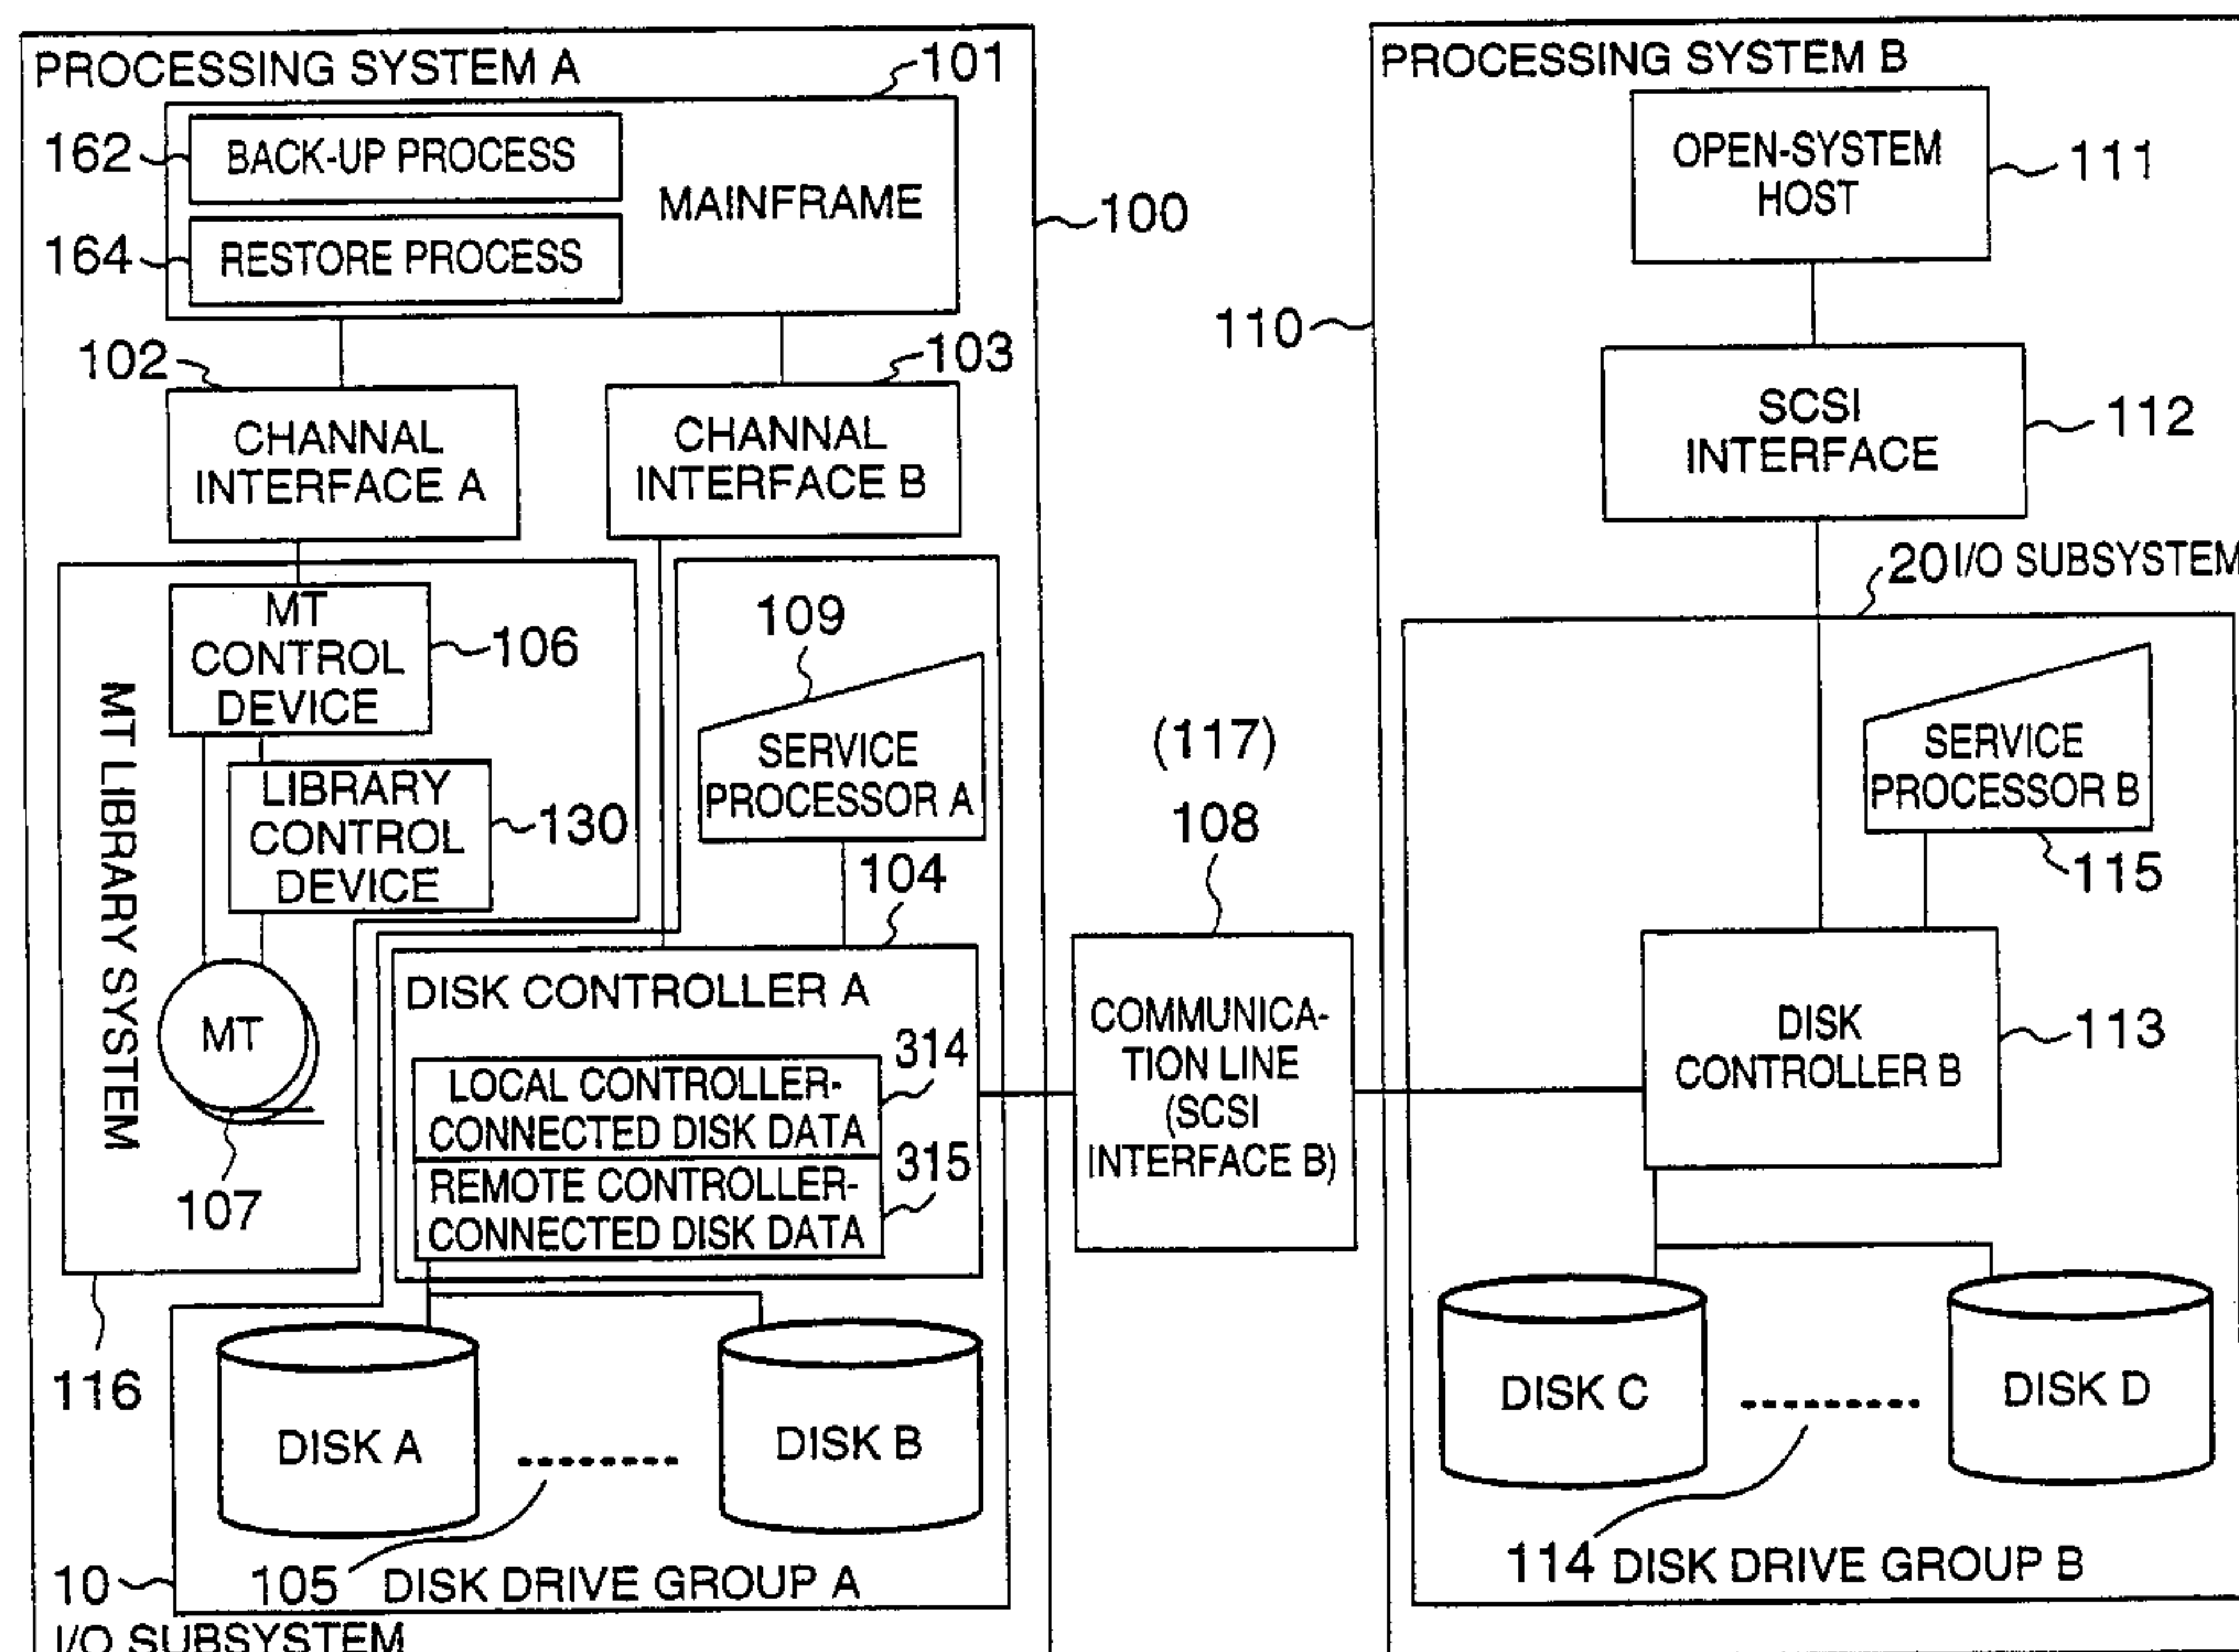 PROCESSING SYSTEM A
101
162
BACK-UP PROCESS
MAINFRAME
164
RESTORE PROCESS
100
102
103
CHANNAL
INTERFACE A
CHANNAL
INTERFACE B
MT
CONTROL
DEVICE
106
LIBRARY
CONTROL
DEVICE
130
MT LIBRARY SYSTEM
MT
107
116
109
SERVICE
PROCESSOR A
104
DISK CONTROLLER A
314
LOCAL CONTROLLER-
CONNECTED DISK DATA
315
REMOTE CONTROLLER-
CONNECTED DISK DATA
DISK A
DISK B
10
105 DISK DRIVE GROUP A
I/O SUBSYSTEM
(117)
108
COMMUNICA-
TION LINE
(SCSI
INTERFACE B)
PROCESSING SYSTEM B
OPEN-SYSTEM
HOST
111
110
SCSI
INTERFACE
112
20 I/O SUBSYSTEM
SERVICE
PROCESSOR B
115
DISK
CONTROLLER B
113
DISK C
DISK D
114 DISK DRIVE GROUP B